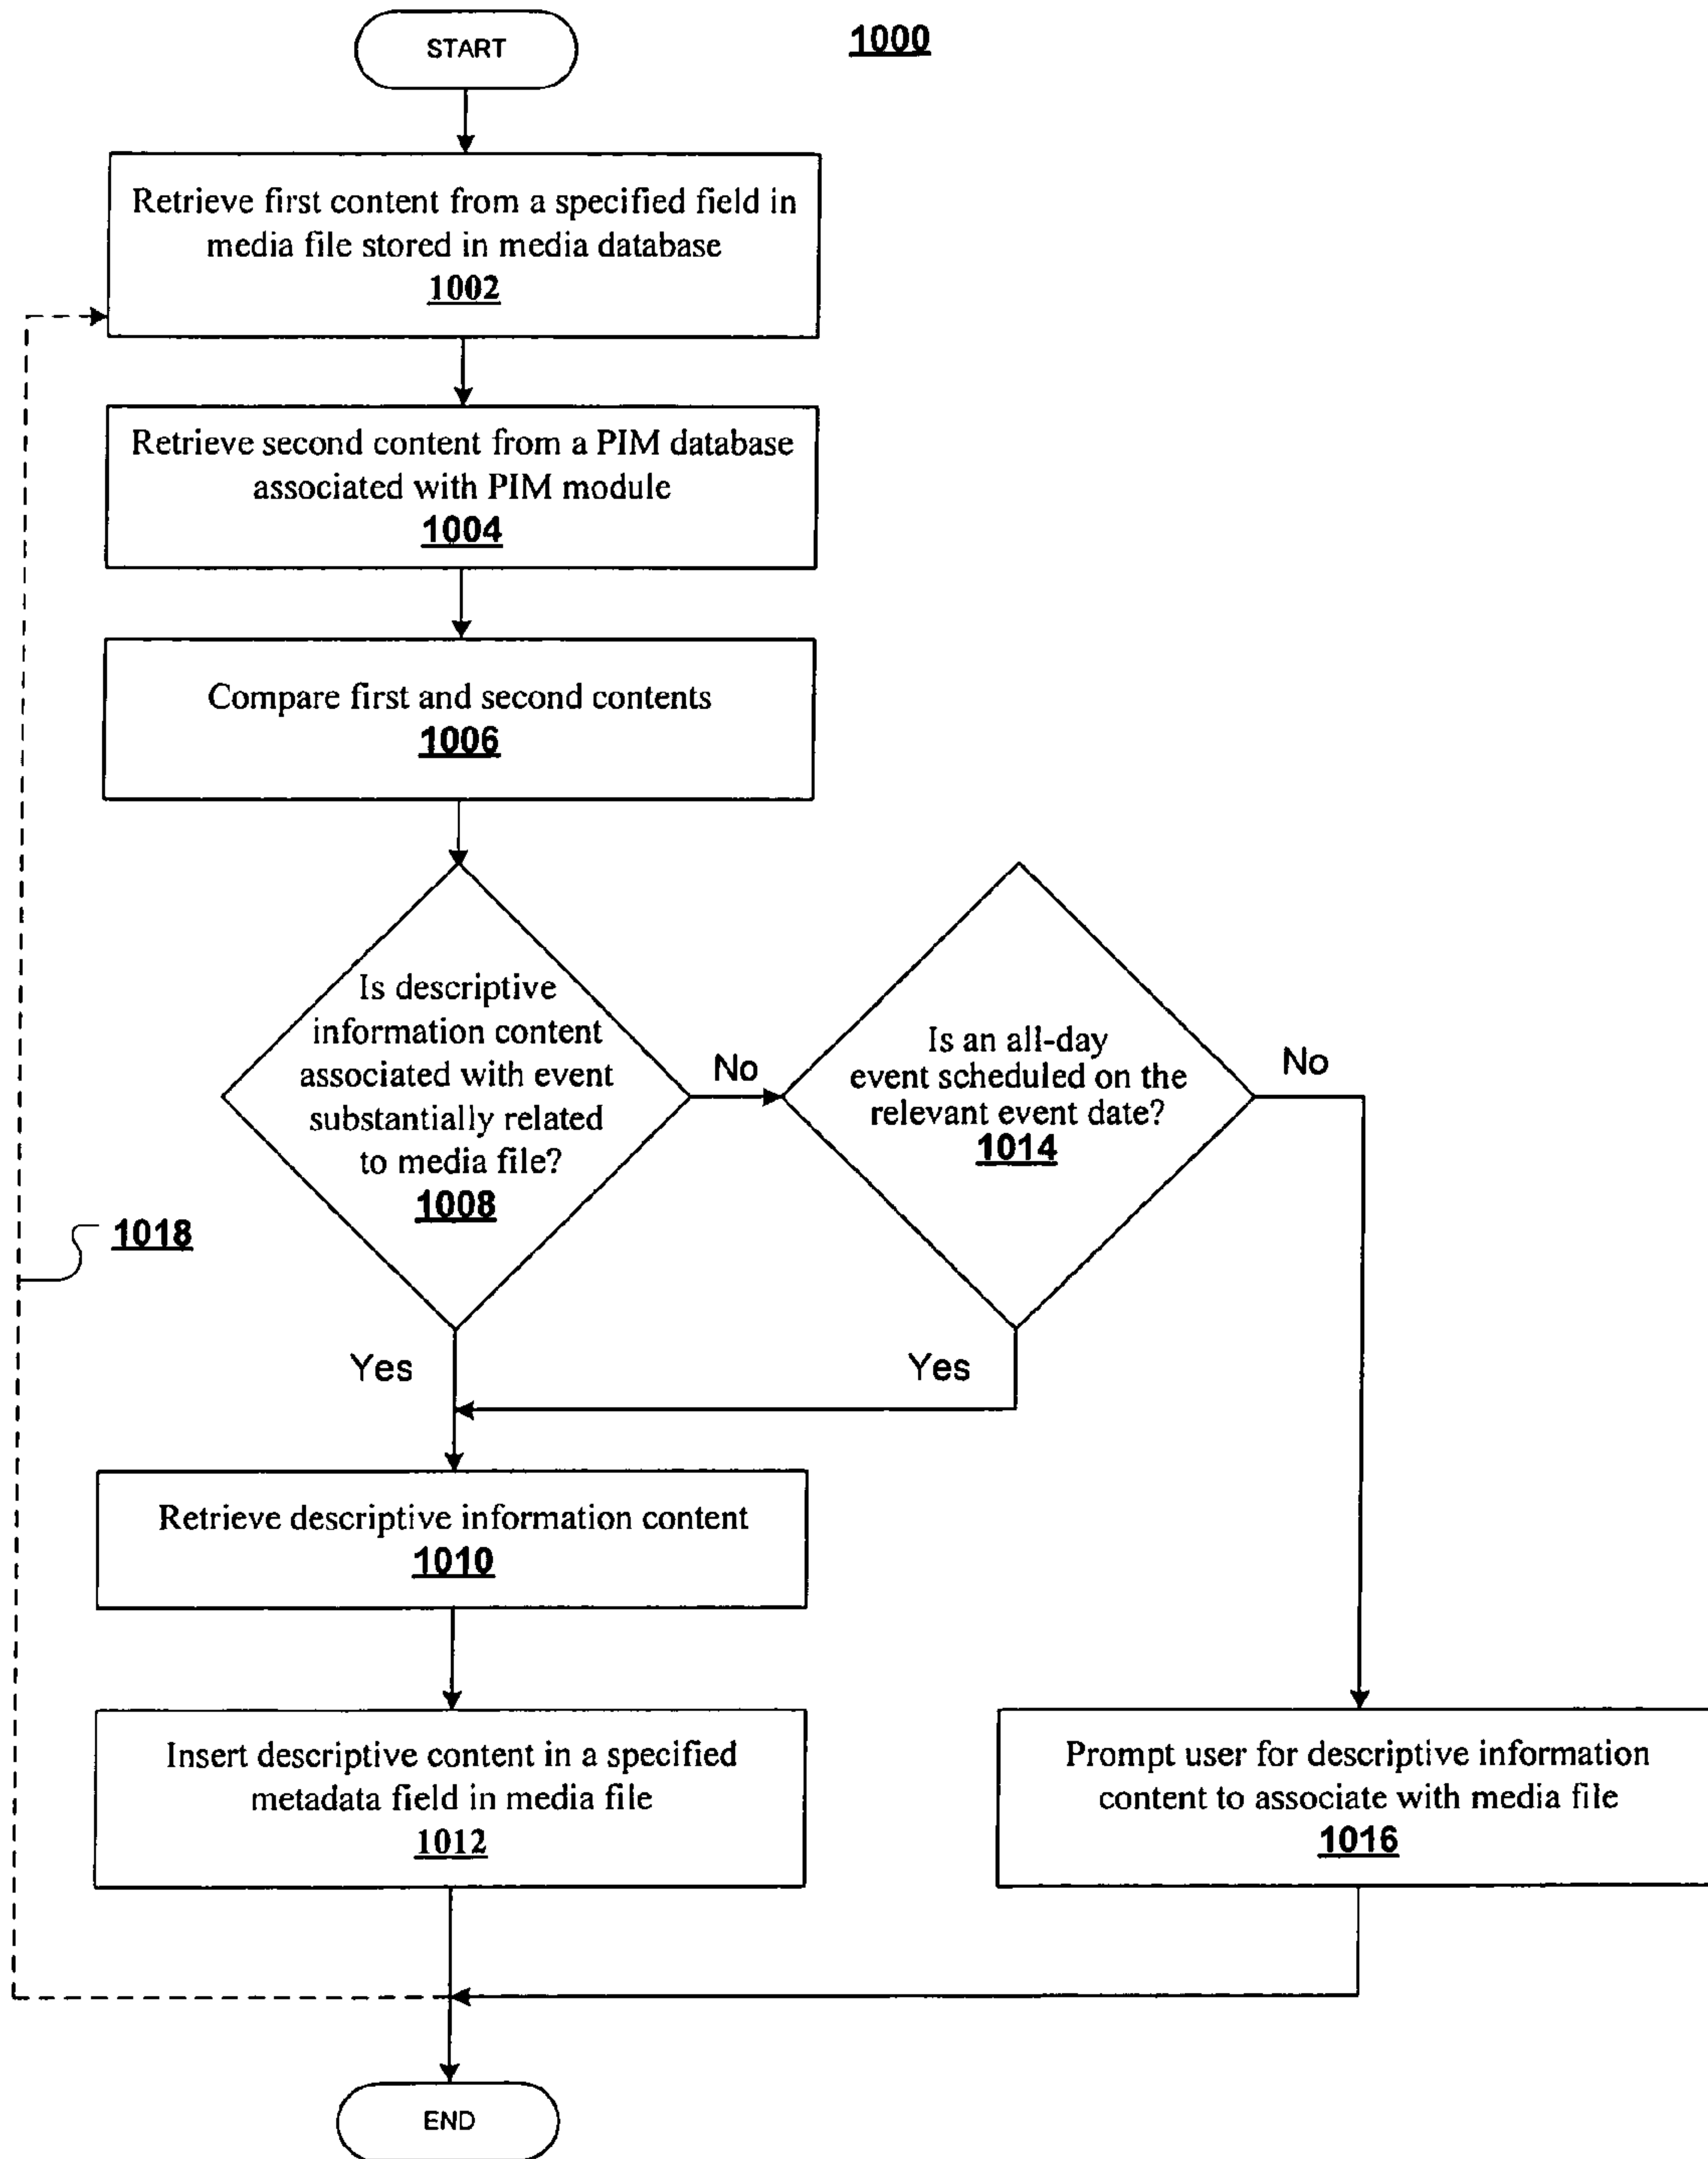 START
1000
Retrieve first content from a specified field in
media file stored in media database
1002
Retrieve second content from a PIM database
associated with PIM module
1004
Compare first and second contents
1006
Is descriptive
information content
associated with event
substantially related
to media file?
1008
No
Is an all-day
event scheduled on the
relevant event date?
1014
No
1018
Yes
Yes
Retrieve descriptive information content
1010
Insert descriptive content in a specified
metadata field in media file
1012
Prompt user for descriptive information
content to associate with media file
1016
END